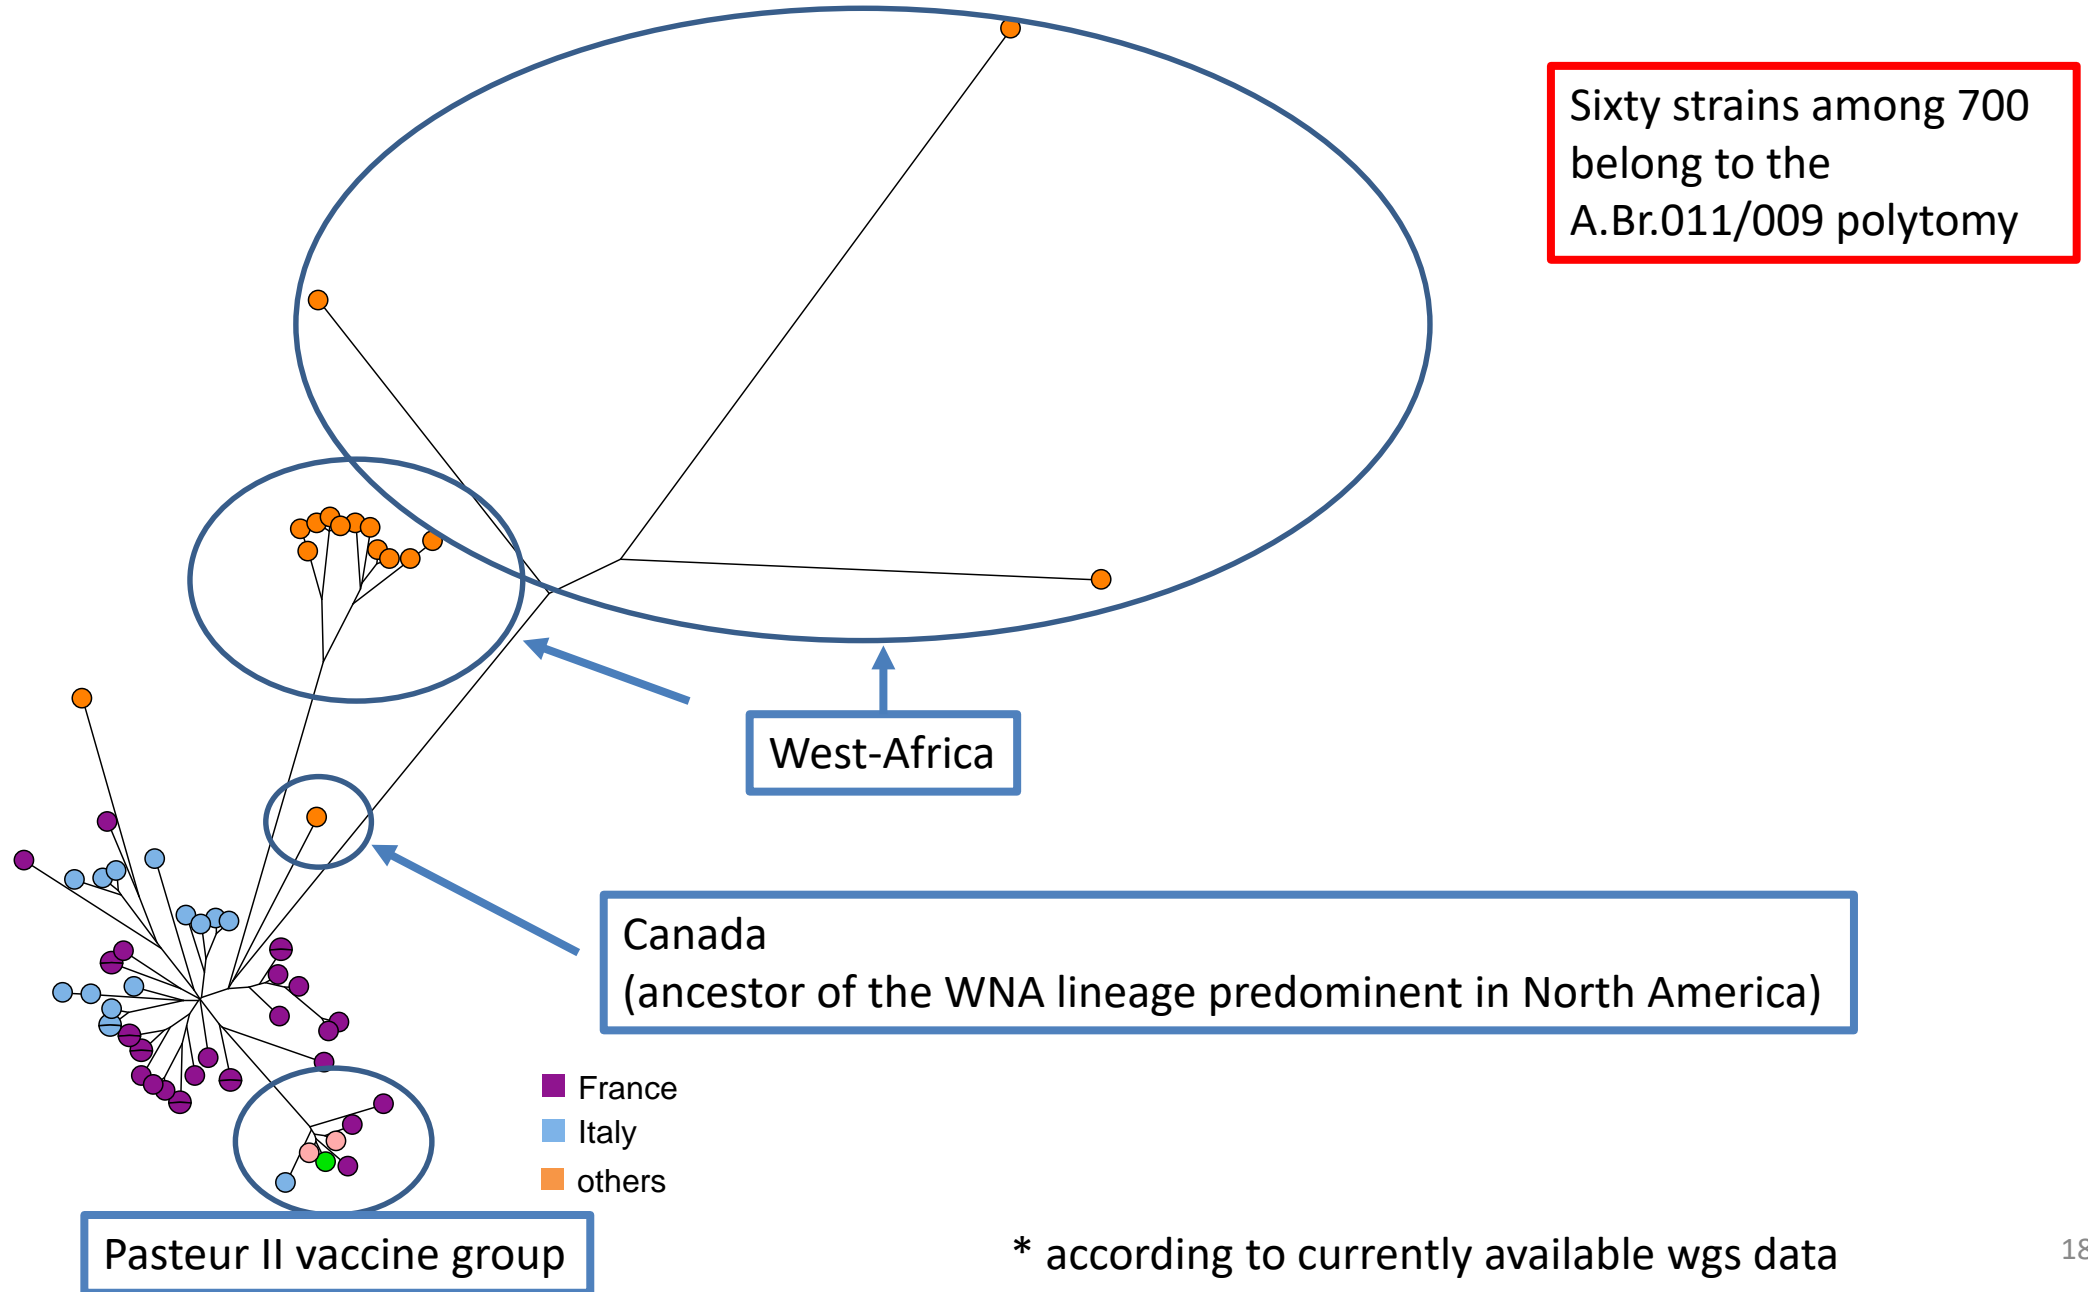 Sixty strains among 700
belong to the
A.Br.011/009 polytomy
West-Africa
Canada
(ancestor of the WNA lineage predominent in North America)
France
Italy
others
Pasteur II vaccine group
* according to currently available wgs data
18